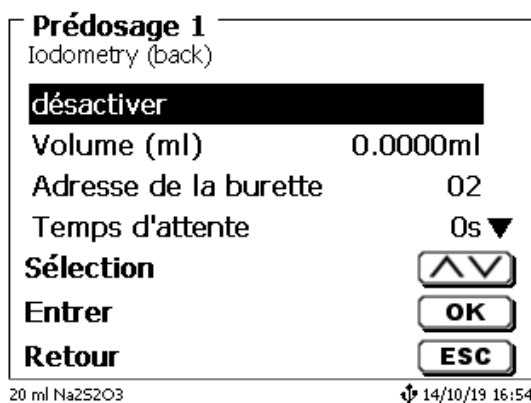 Prédosage 1
Iodometry (back)
désactiver
Volume (ml) 0.0000ml
Adresse de la burette 02
Temps d'attente 0s
Sélection
Entrer OK
Retour ESC
20 ml Na2S2O3 14/10/19 16:54